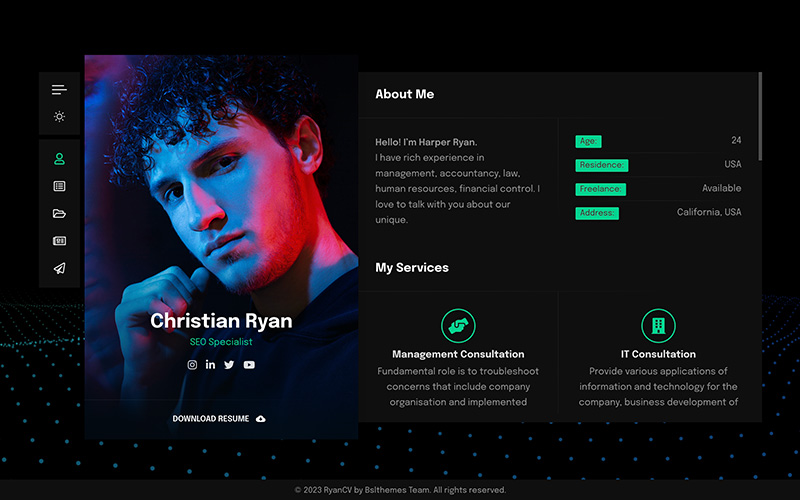 About Me
Hello! I'm Harper Ryan.
I have rich experience in
management, accountancy, law,
human resources, financial control. I
love to talk with you about our
unique.
Age: 24
Residence: USA
Freelance: Available
Address: California, USA
Christian Ryan
SEO Specialist
DOWNLOAD RESUME
My Services
Management Consultation
Fundamental role is to troubleshoot
concerns that include company
organisation and implemented
IT Consultation
Provide various applications of
information and technology for the
company, business development of
© 2023 RyanCV by Bslthemes Team. All rights reserved.